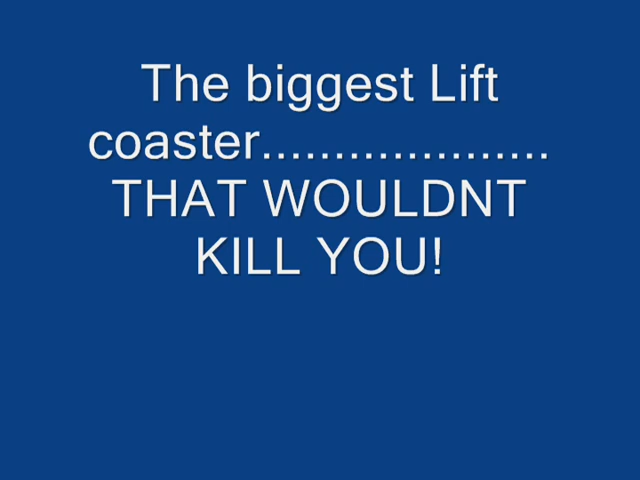 The biggest Lift
coaster....................
THAT WOULDNT
KILL YOU!